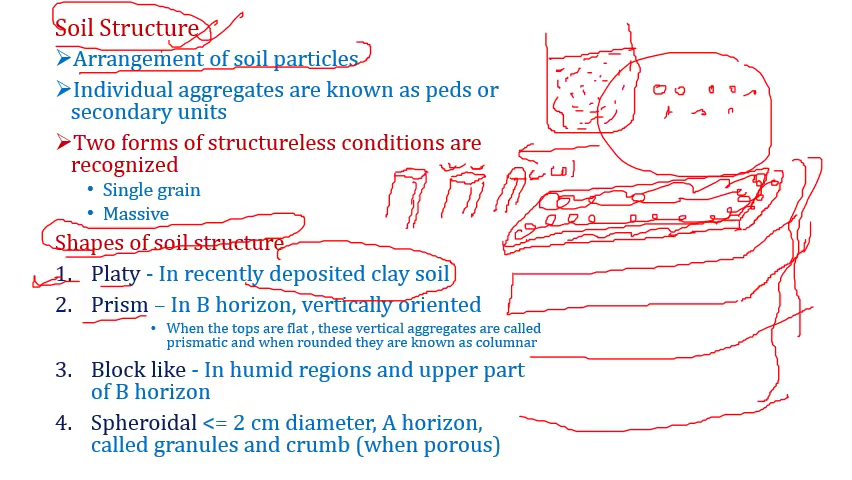 Soil Structure
➢Arrangement of soil particles
➢Individual aggregates are known as peds or
secondary units
➢Two forms of structureless conditions are
recognized
• Single grain
• Massive
Shapes of soil structure
1. Platy - In recently deposited clay soil
2. Prism – In B horizon, vertically oriented
• When the tops are flat , these vertical aggregates are called
prismatic and when rounded they are known as columnar
3. Block like - In humid regions and upper part
of B horizon
4. Spheroidal <= 2 cm diameter, A horizon,
called granules and crumb (when porous)